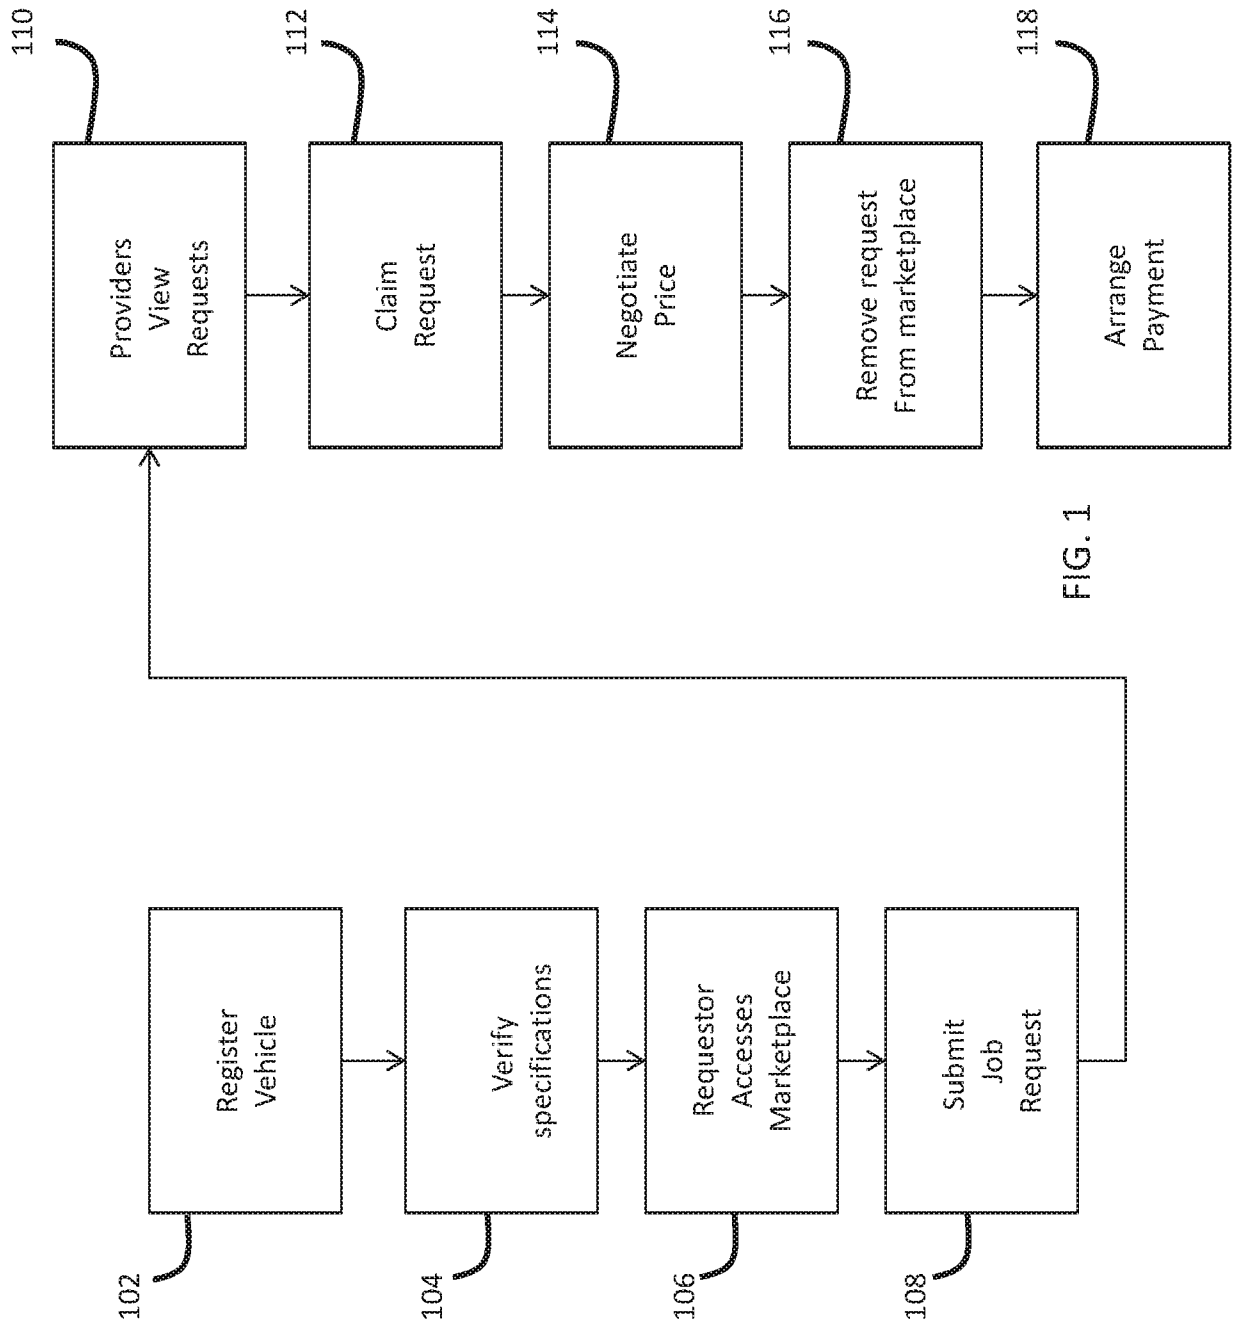 102
Register
Vehicle
104
Verify
specifications
106
Requestor
Accesses
Marketplace
108
Submit
Job
Request
110
Providers
View
Requests
112
Claim
Request
114
Negotiate
Price
116
Remove request
From marketplace
118
Arrange
Payment
FIG. 1